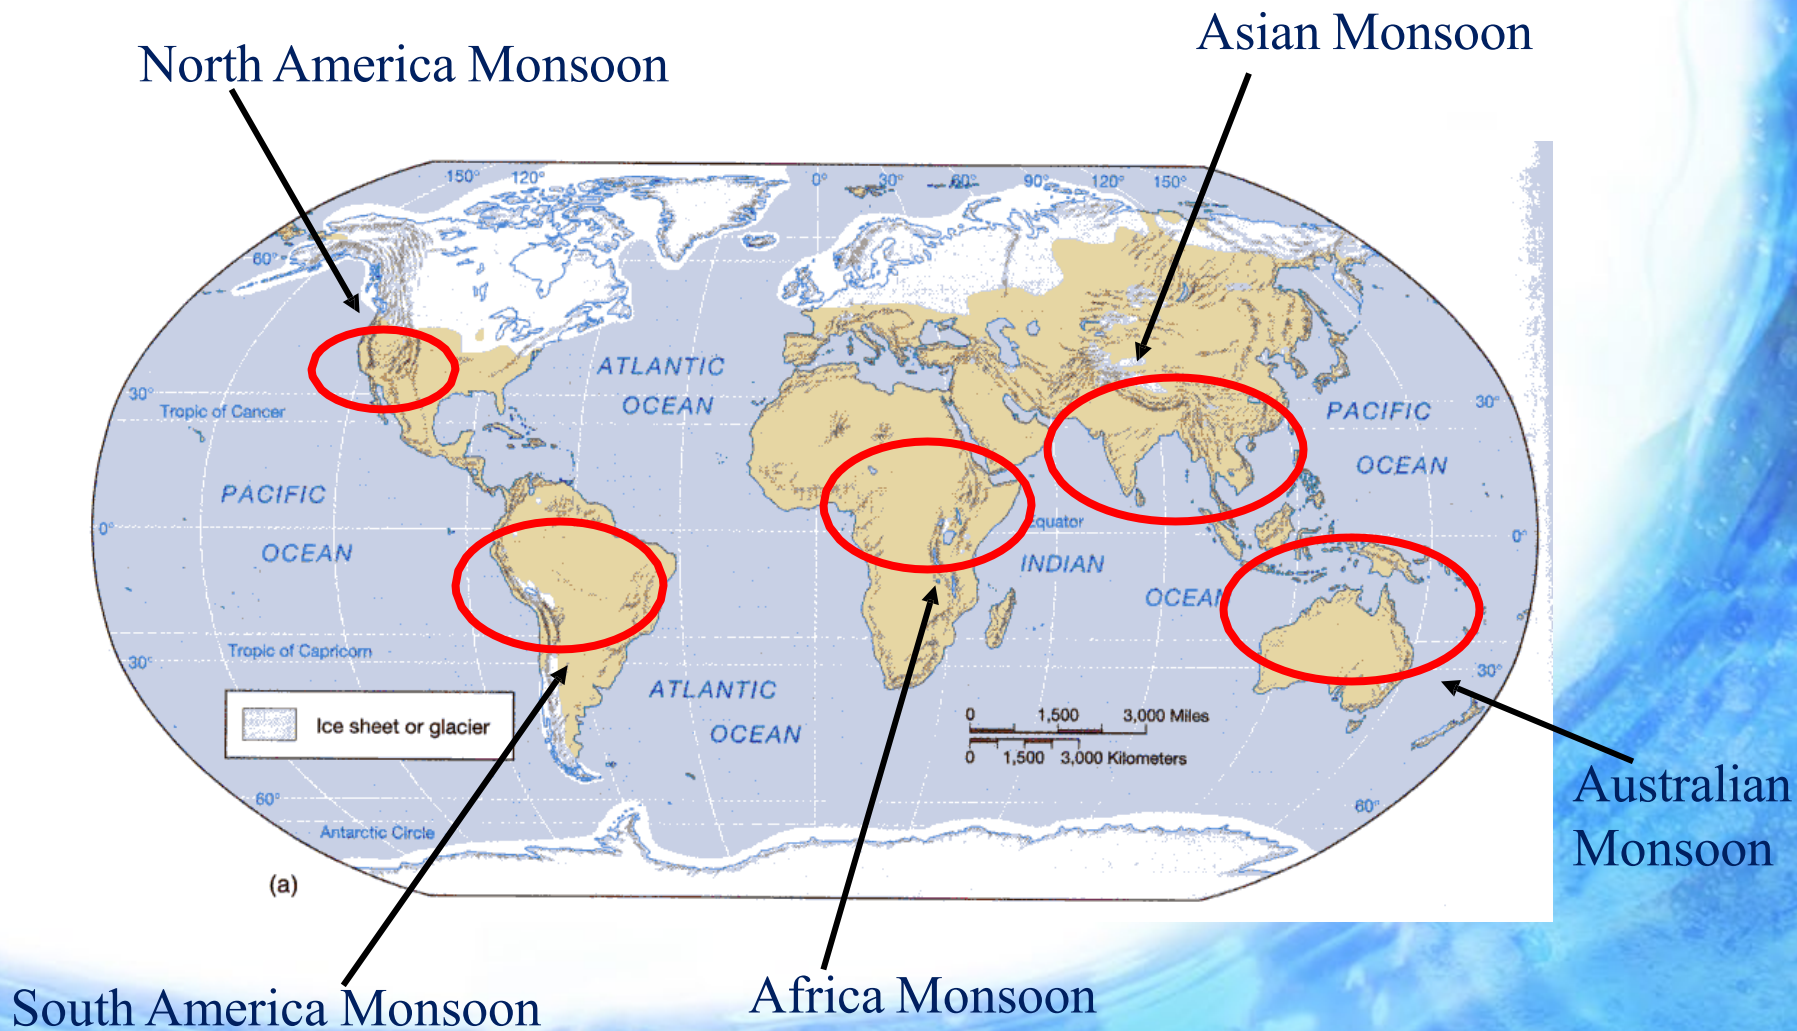 North America Monsoon
Asian Monsoon
150° 120° 0° 30° 60° 90° 120° 150°
60°
ATLANTIC
OCEAN
30°
Tropic of Cancer
PACIFIC
OCEAN
30°
PACIFIC
OCEAN
0°
Equator
INDIAN
OCEAN
0°
Tropic of Capricorn
30°
30°
ATLANTIC
OCEAN
Ice sheet or glacier
0 1,500 3,000 Miles
0 1,500 3,000 Kilometers
60°
60°
Antarctic Circle
(a)
Australian
Monsoon
South America Monsoon
Africa Monsoon